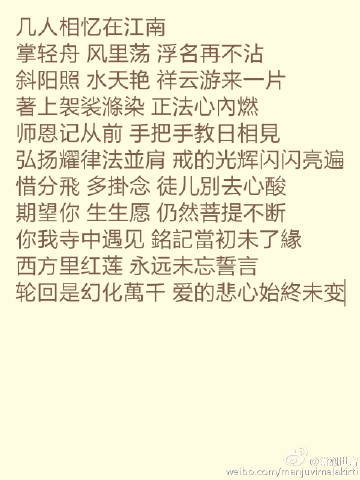 几人相忆在江南
掌轻舟 风里荡 浮名再不沾
斜阳照 水天艳 祥云游来一片
著上袈裟滌染 正法心內燃
师恩记从前 手把手教日相見
弘扬耀律法並肩 戒的光辉闪闪亮遍
惜分飛 多掛念 徒儿別去心酸
期望你 生生愿 仍然菩提不断
你我寺中遇见 銘記當初未了緣
西方里红莲 永远未忘誓言
轮回是幻化萬千 爱的悲心始終未变
weibo.com/manjuvimalakirti